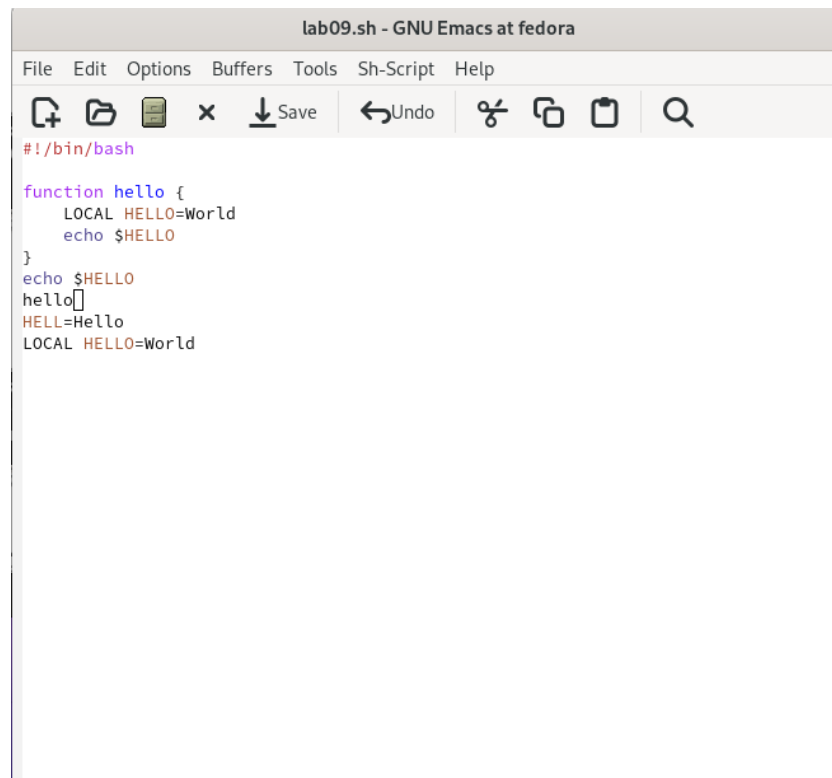 lab09.sh - GNU Emacs at fedora
File Edit Options Buffers Tools Sh-Script Help
Save Undo
#!/bin/bash
function hello {
    LOCAL HELLO=World
    echo $HELLO
}
echo $HELLO
hello
HELL=Hello
LOCAL HELLO=World